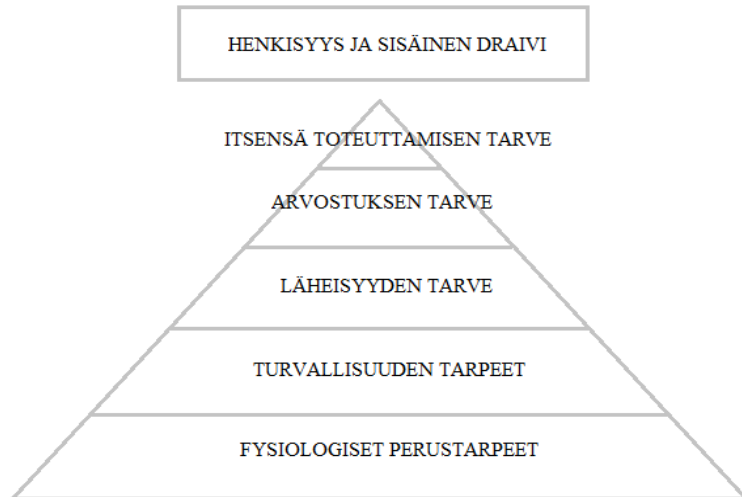 HENKISYYS JA SISÄINEN DRAIVI
ITSENSÄ TOTEUTTAMISEN TARVE
ARVOSTUKSEN TARVE
LÄHEISYYDEN TARVE
TURVALLISUUDEN TARPEET
FYSIOLOGISET PERUSTARPEET